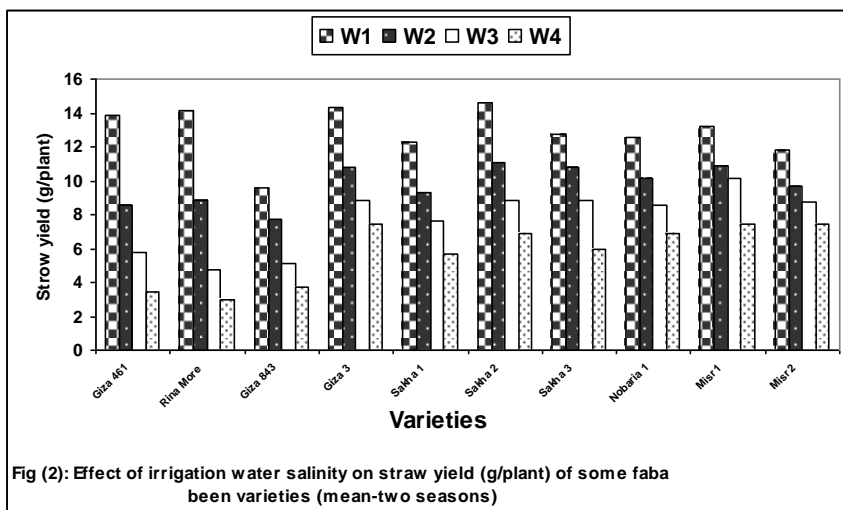 W1 W2 W3 W4
16
14
12
10
8
6
4
2
0
Straw yield (g/plant)
Giza 461
Rina More
Giza 843
Giza 3
Sakha 1
Sakha 2
Sakha 3
Nobaria 1
Misr 1
Misr 2
Varieties
Fig (2): Effect of irrigation water salinity on straw yield (g/plant) of some faba
been varieties (mean-two seasons)